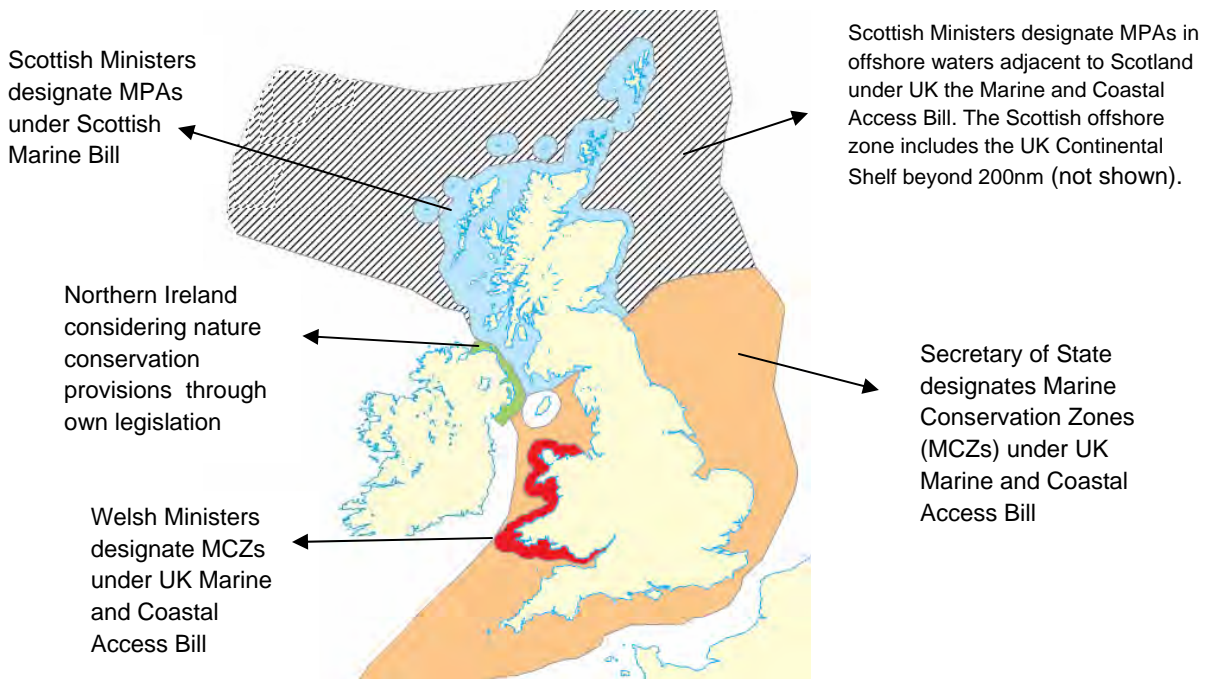 Scottish Ministers
designate MPAs
under Scottish
Marine Bill
Scottish Ministers designate MPAs in
offshore waters adjacent to Scotland
under UK the Marine and Coastal
Access Bill. The Scottish offshore
zone includes the UK Continental
Shelf beyond 200nm (not shown).
Northern Ireland
considering nature
conservation
provisions through
own legislation
Secretary of State
designates Marine
Conservation Zones
(MCZs) under UK
Marine and Coastal
Access Bill
Welsh Ministers
designate MCZs
under UK Marine
and Coastal
Access Bill